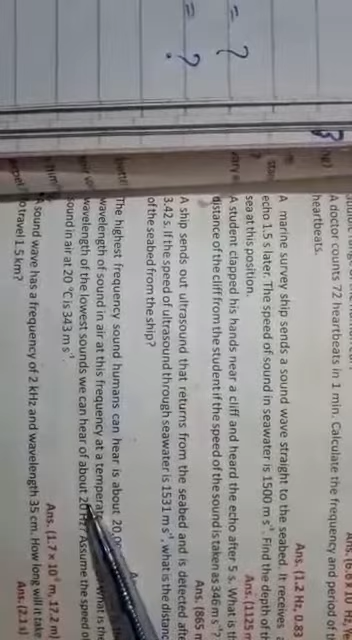 = ?
= ?
Ans. (6.6 x 10 Hz,
A doctor counts 72 heartbeats in 1 min. Calculate the frequency and period of t
heartbeats.
Ans. (1.2 Hz, 0.83
A marine survey ship sends a sound wave straight to the seabed. It receives a
echo 1.5 s later. The speed of sound in seawater is 1500 m s⁻¹. Find the depth of
sea at this position.
Ans. (1125 m
A student clapped his hands near a cliff and heard the echo after 5 s. What is
distance of the cliff from the student if the speed of the sound is taken as 346 m s⁻¹?
Ans. (865
A ship sends out ultrasound that returns from the seabed and is detected afte
3.42 s. If the speed of ultrasound through seawater is 1531 m s⁻¹, what is the distanc
of the seabed from the ship?
The highest frequency sound humans can hear is about 20,0
wavelength of sound in air at this frequency at a temperat
What is the
wavelength of the lowest sounds we can hear of about 20 Hz? Assume the speed o
sound in air at 20 °C is 343 m s⁻¹.
Ans. (1.7 x 10⁻² m, 17.2 m)
A sound wave has a frequency of 2 kHz and wavelength 35 cm. How long will it take
to travel 1.5 km?
Ans. (2.1 s)